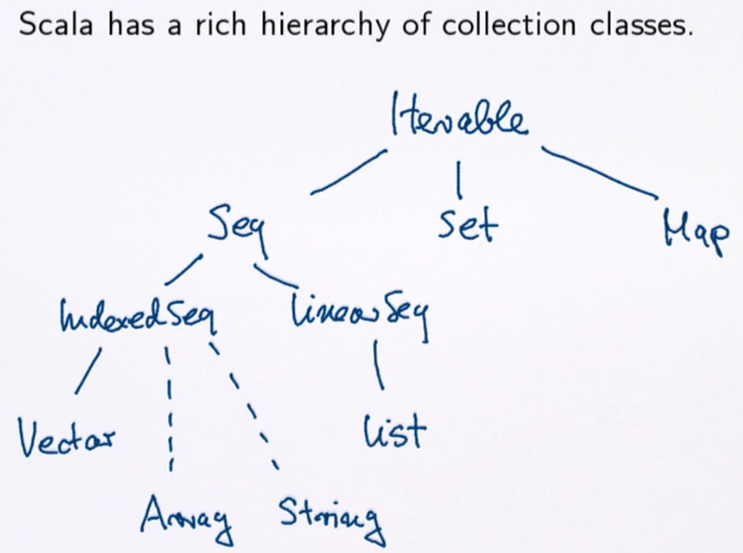 Scala has a rich hierarchy of collection classes.
Iterable
Seq Set Map
IndexedSeq LinearSeq
Vector List
Array String